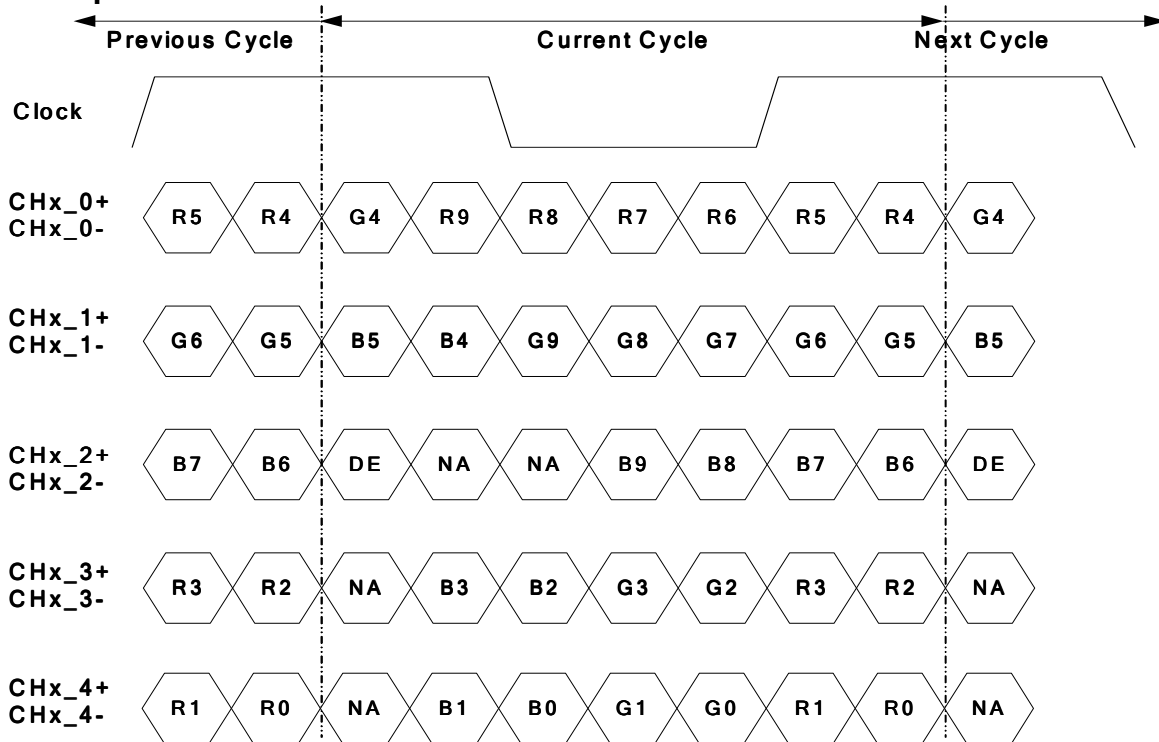 Previous Cycle Current Cycle Next Cycle
Clock
CHx_0+
CHx_0-
R5 R4 G4 R9 R8 R7 R6 R5 R4 G4
CHx_1+
CHx_1-
G6 G5 B5 B4 G9 G8 G7 G6 G5 B5
CHx_2+
CHx_2-
B7 B6 DE NA NA B9 B8 B7 B6 DE
CHx_3+
CHx_3-
R3 R2 NA B3 B2 G3 G2 R3 R2 NA
CHx_4+
CHx_4-
R1 R0 NA B1 B0 G1 G0 R1 R0 NA